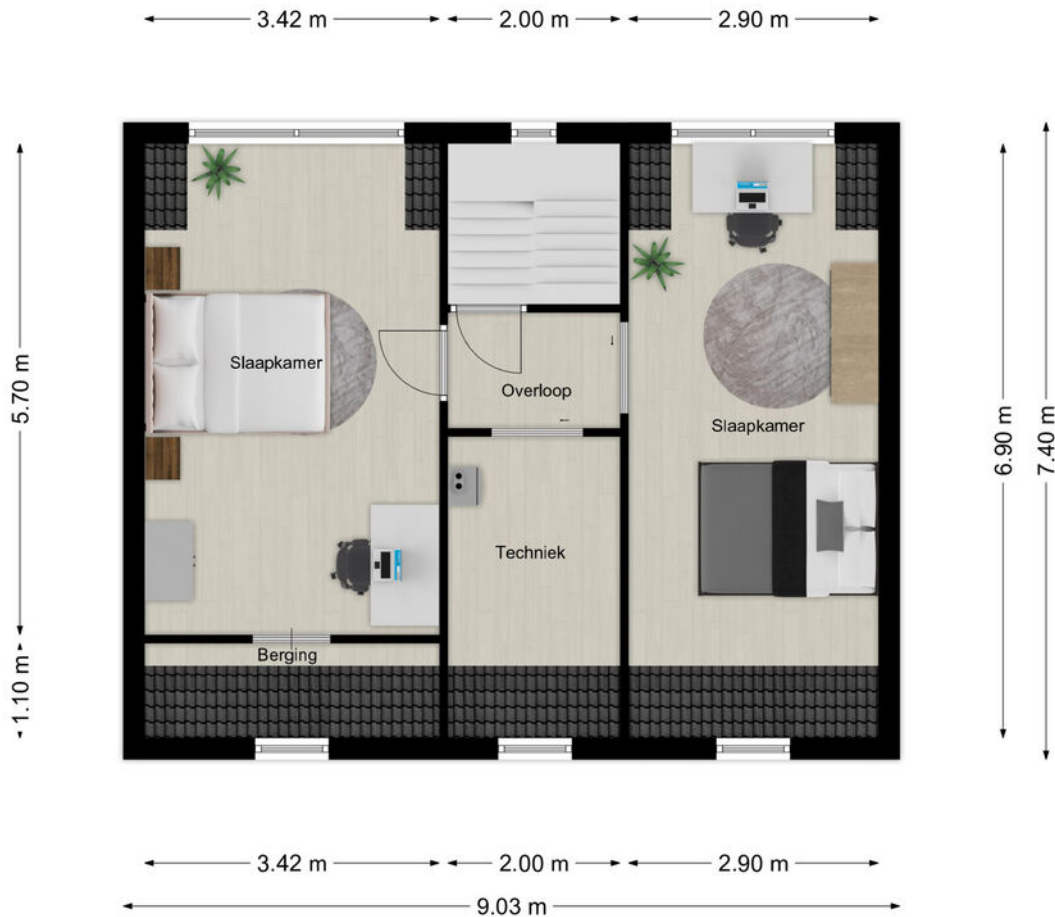 3.42 m
2.00 m
2.90 m
5.70 m
1.10 m
6.90 m
7.40 m
Slaapkamer
Overloop
Slaapkamer
Techniek
Berging
3.42 m
2.00 m
2.90 m
9.03 m